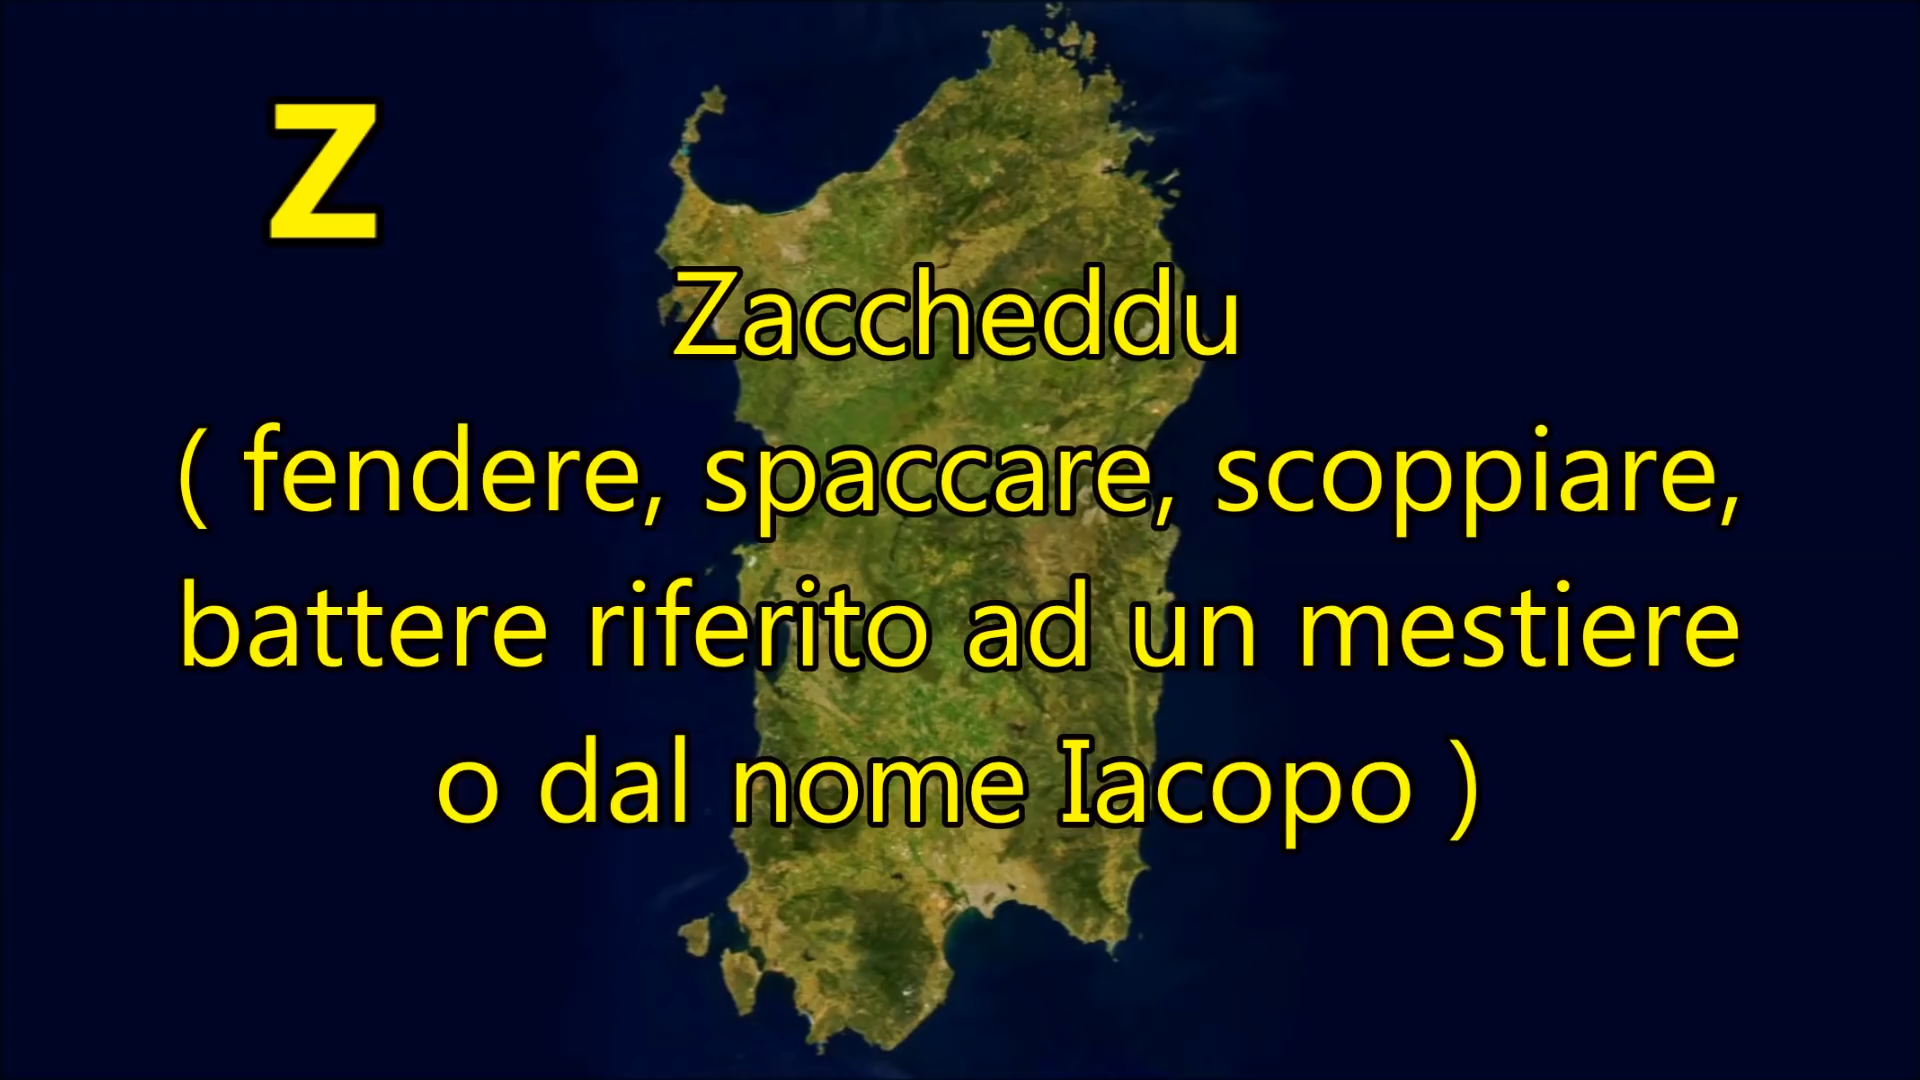 Z
Zaccheddu
( fendere, spaccare, scoppiare,
battere riferito ad un mestiere
o dal nome Iacopo )